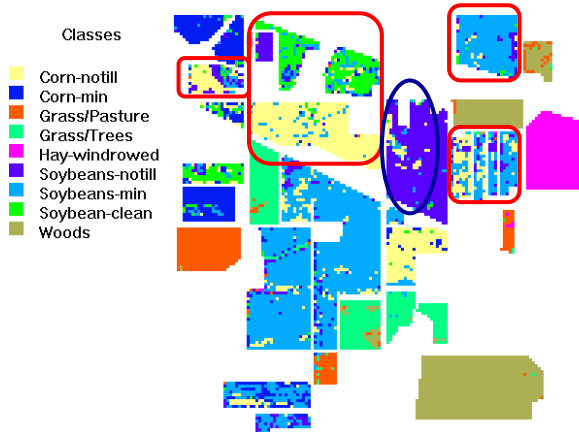 Classes
Corn-notill
Corn-min
Grass/Pasture
Grass/Trees
Hay-windrowed
Soybeans-notill
Soybeans-min
Soybean-clean
Woods